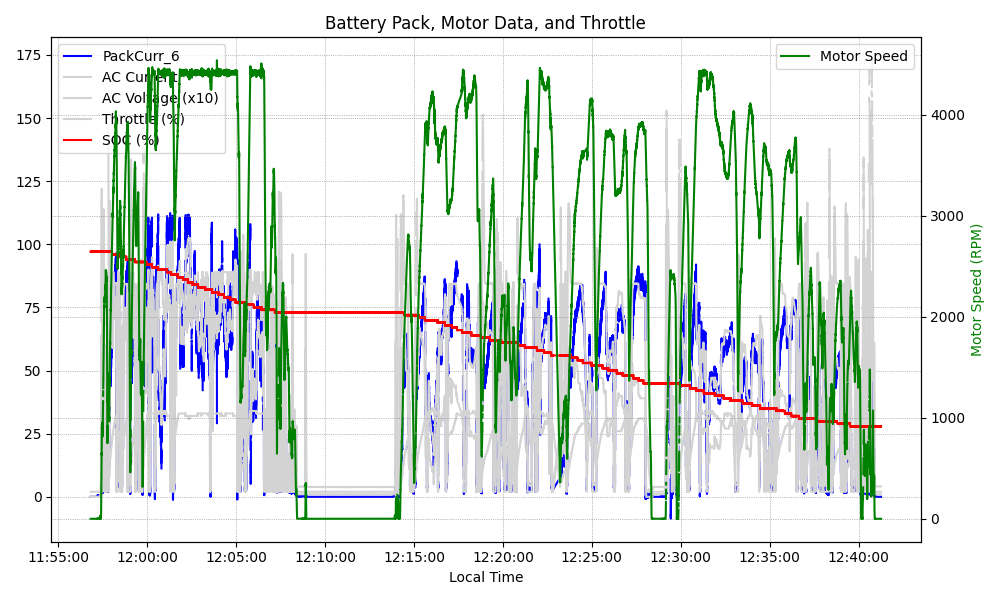 Battery Pack, Motor Data, and Throttle
PackCurr_6
AC Current
AC Voltage (x10)
Throttle (%)
SOC (%)
Motor Speed
175
150
125
100
75
50
25
0
4000
3000
2000
1000
0
Motor Speed (RPM)
11:55:00
12:00:00
12:05:00
12:10:00
12:15:00
12:20:00
12:25:00
12:30:00
12:35:00
12:40:00
Local Time